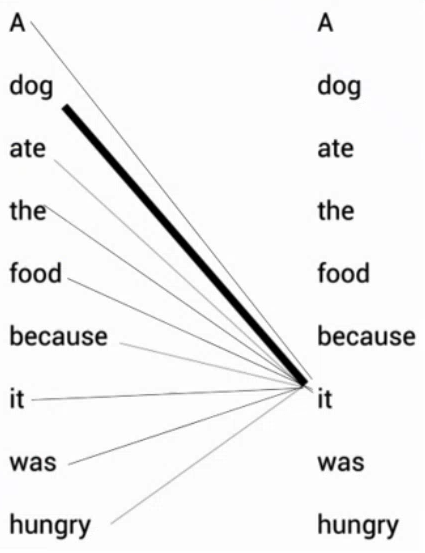 A A
dog dog
ate ate
the the
food food
because because
it it
was was
hungry hungry